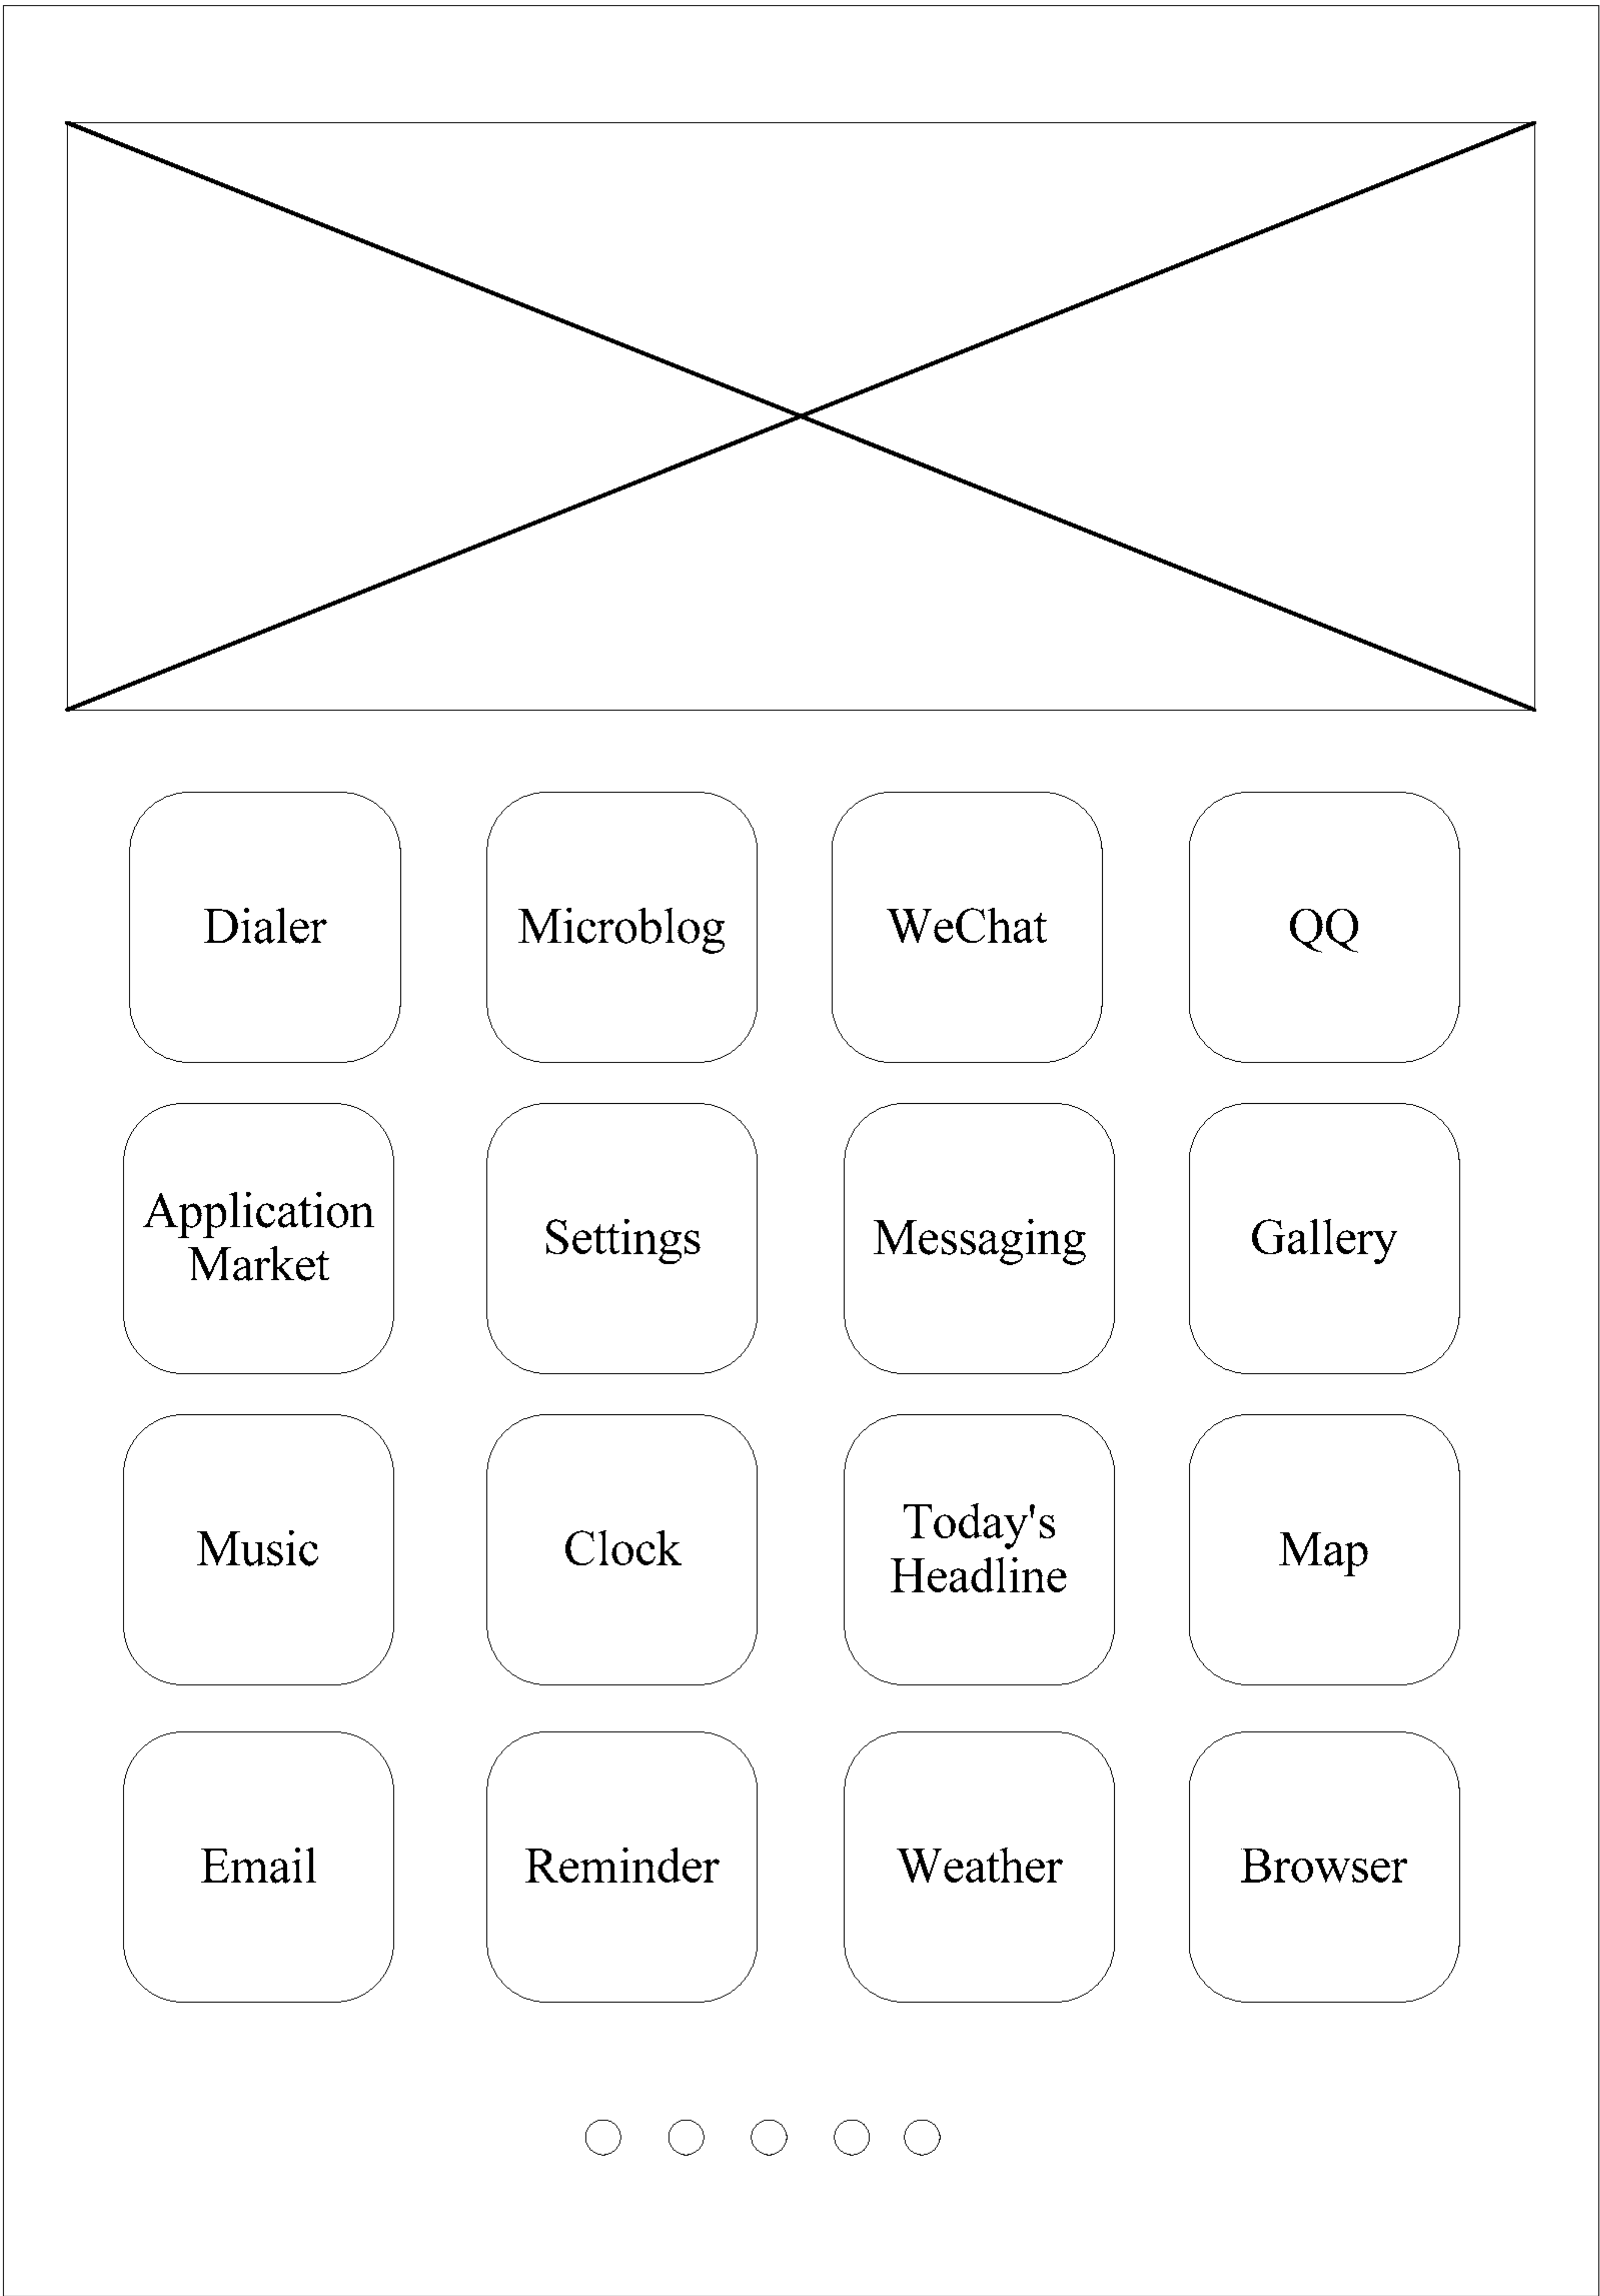 Dialer
Microblog
WeChat
QQ
Application
Market
Settings
Messaging
Gallery
Music
Clock
Today's
Headline
Map
Email
Reminder
Weather
Browser